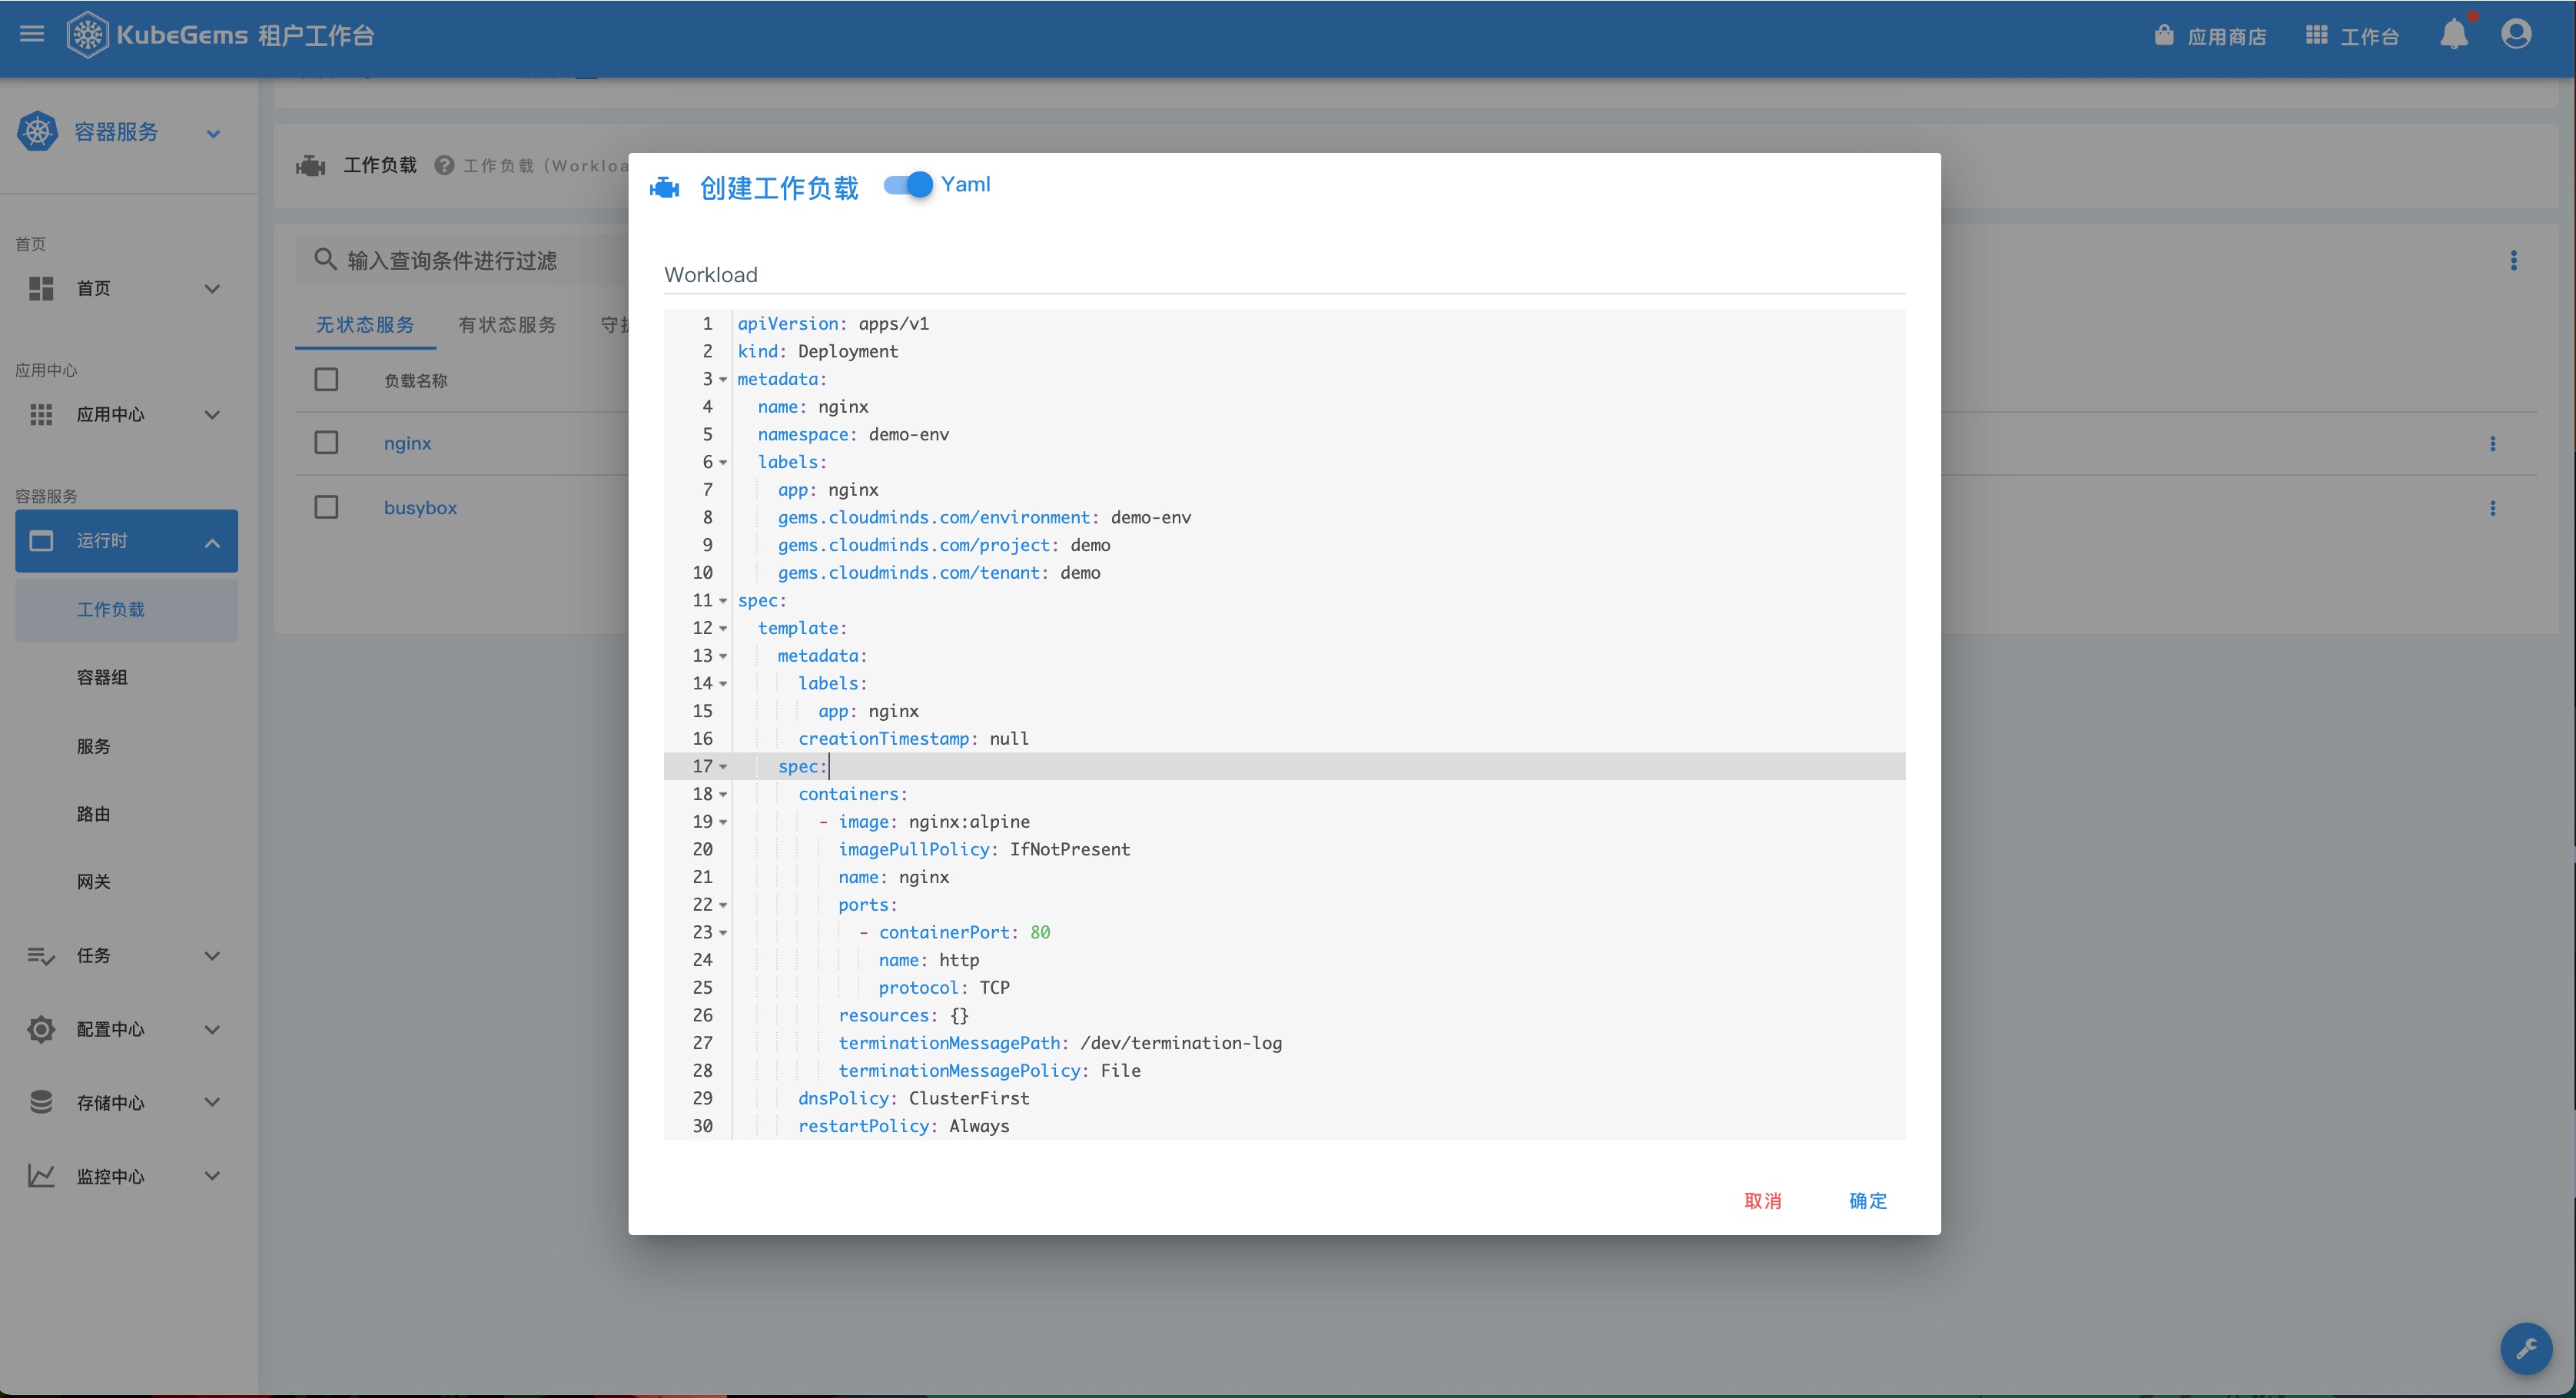 KubeGems 租户工作台
应用商店
工作台
容器服务
首页
首页
应用中心
应用中心
容器服务
运行时
工作负载
容器组
服务
路由
网关
任务
配置中心
存储中心
监控中心
工作负载
工作负载 (Workloa
输入查询条件进行过滤
无状态服务
有状态服务
负载名称
nginx
busybox
创建工作负载
Yaml
Workload
1 apiVersion: apps/v1
2 kind: Deployment
3 metadata:
4 name: nginx
5 namespace: demo-env
6 labels:
7 app: nginx
8 gems.cloudminds.com/environment: demo-env
9 gems.cloudminds.com/project: demo
10 gems.cloudminds.com/tenant: demo
11 spec:
12 template:
13 metadata:
14 labels:
15 app: nginx
16 creationTimestamp: null
17 spec:
18 containers:
19 - image: nginx:alpine
20 imagePullPolicy: IfNotPresent
21 name: nginx
22 ports:
23 - containerPort: 80
24 name: http
25 protocol: TCP
26 resources: {}
27 terminationMessagePath: /dev/termination-log
28 terminationMessagePolicy: File
29 dnsPolicy: ClusterFirst
30 restartPolicy: Always
取消
确定